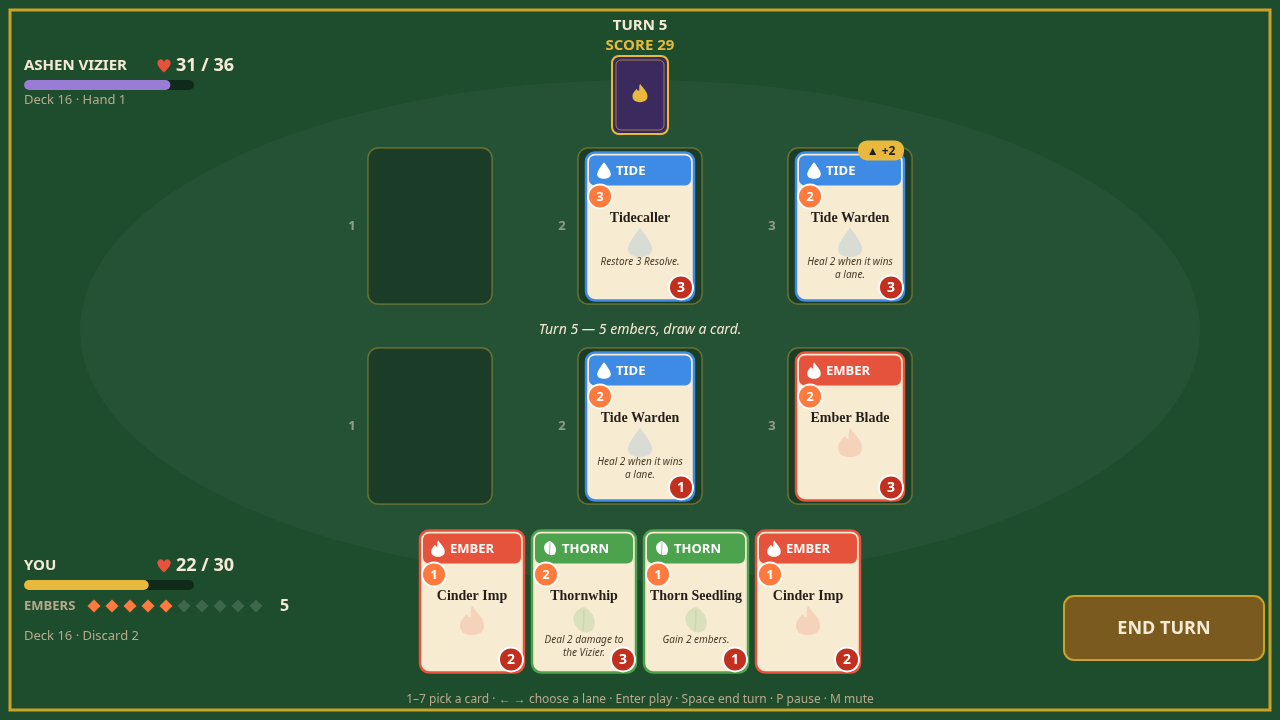 TURN 5
SCORE 29
ASHEN VIZIER 31 / 36
Deck 16 · Hand 1
▲ +2
1
TIDE
3
Tidecaller
Restore 3 Resolve.
3
2
TIDE
2
Tide Warden
Heal 2 when it wins
a lane.
3
3
Turn 5 — 5 embers, draw a card.
1
2
TIDE
2
Tide Warden
Heal 2 when it wins
a lane.
1
3
EMBER
2
Ember Blade
3
YOU 22 / 30
EMBERS 5
Deck 16 · Discard 2
EMBER
1
Cinder Imp
2
THORN
2
Thornwhip
Deal 2 damage to
the Vizier.
3
THORN
1
Thorn Seedling
Gain 2 embers.
1
EMBER
1
Cinder Imp
2
END TURN
1–7 pick a card · ← → choose a lane · Enter play · Space end turn · P pause · M mute